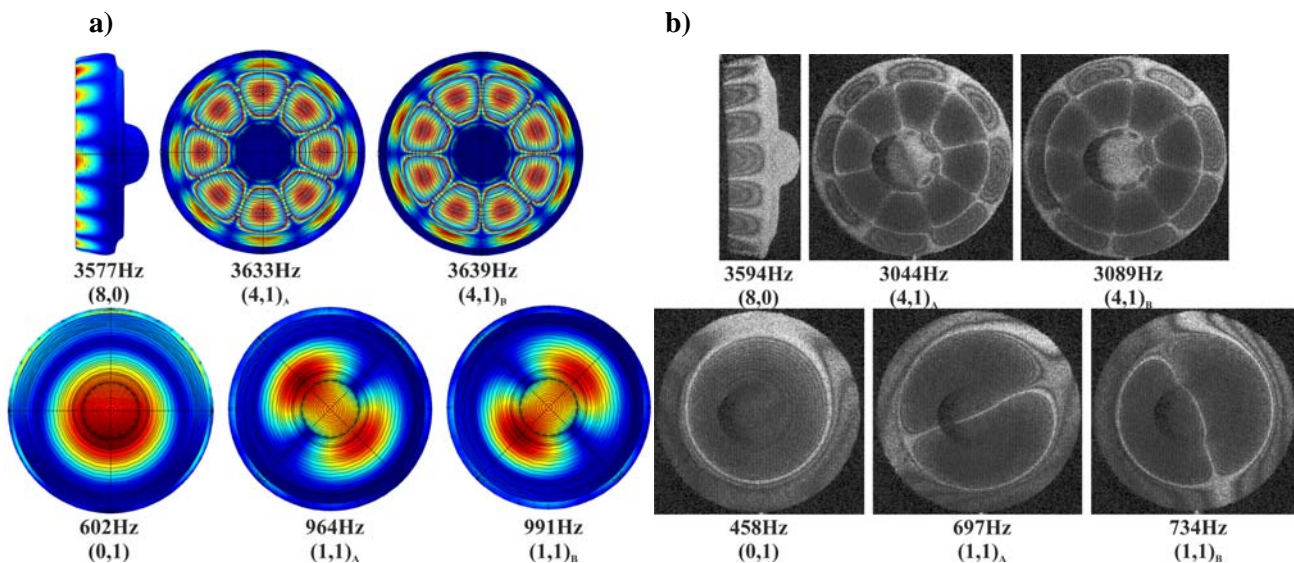 a) b)
3577Hz 3633Hz 3639Hz 3594Hz 3044Hz 3089Hz
(8,0) (4,1)A (4,1)B (8,0) (4,1)A (4,1)B
602Hz 964Hz 991Hz 458Hz 697Hz 734Hz
(0,1) (1,1)A (1,1)B (0,1) (1,1)A (1,1)B